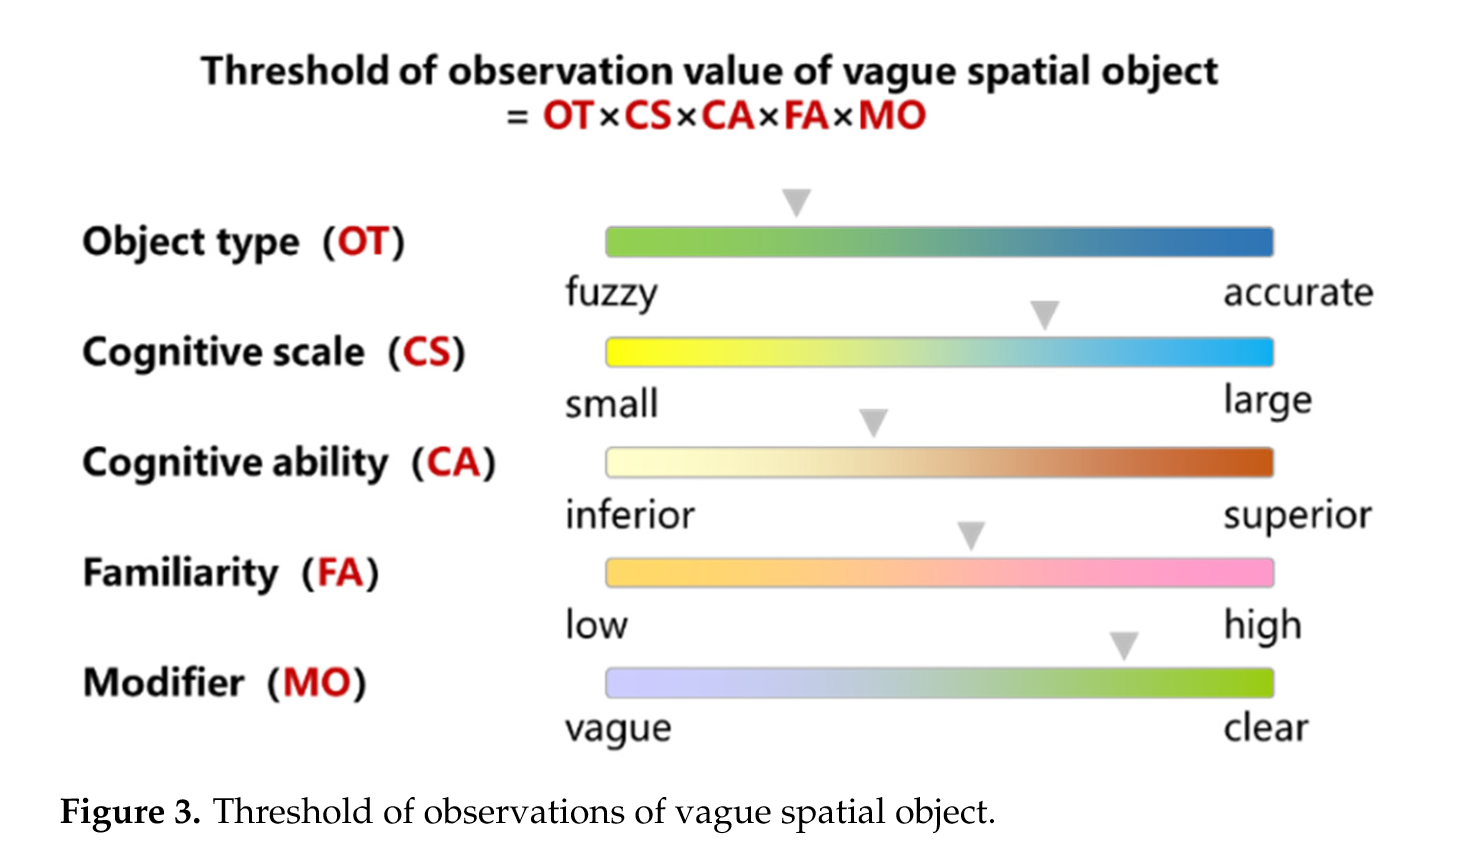 Threshold of observation value of vague spatial object
= OT×CS×CA×FA×MO
Object type (OT)
fuzzy accurate
Cognitive scale (CS)
small large
Cognitive ability (CA)
inferior superior
Familiarity (FA)
low high
Modifier (MO)
vague clear
Figure 3. Threshold of observations of vague spatial object.